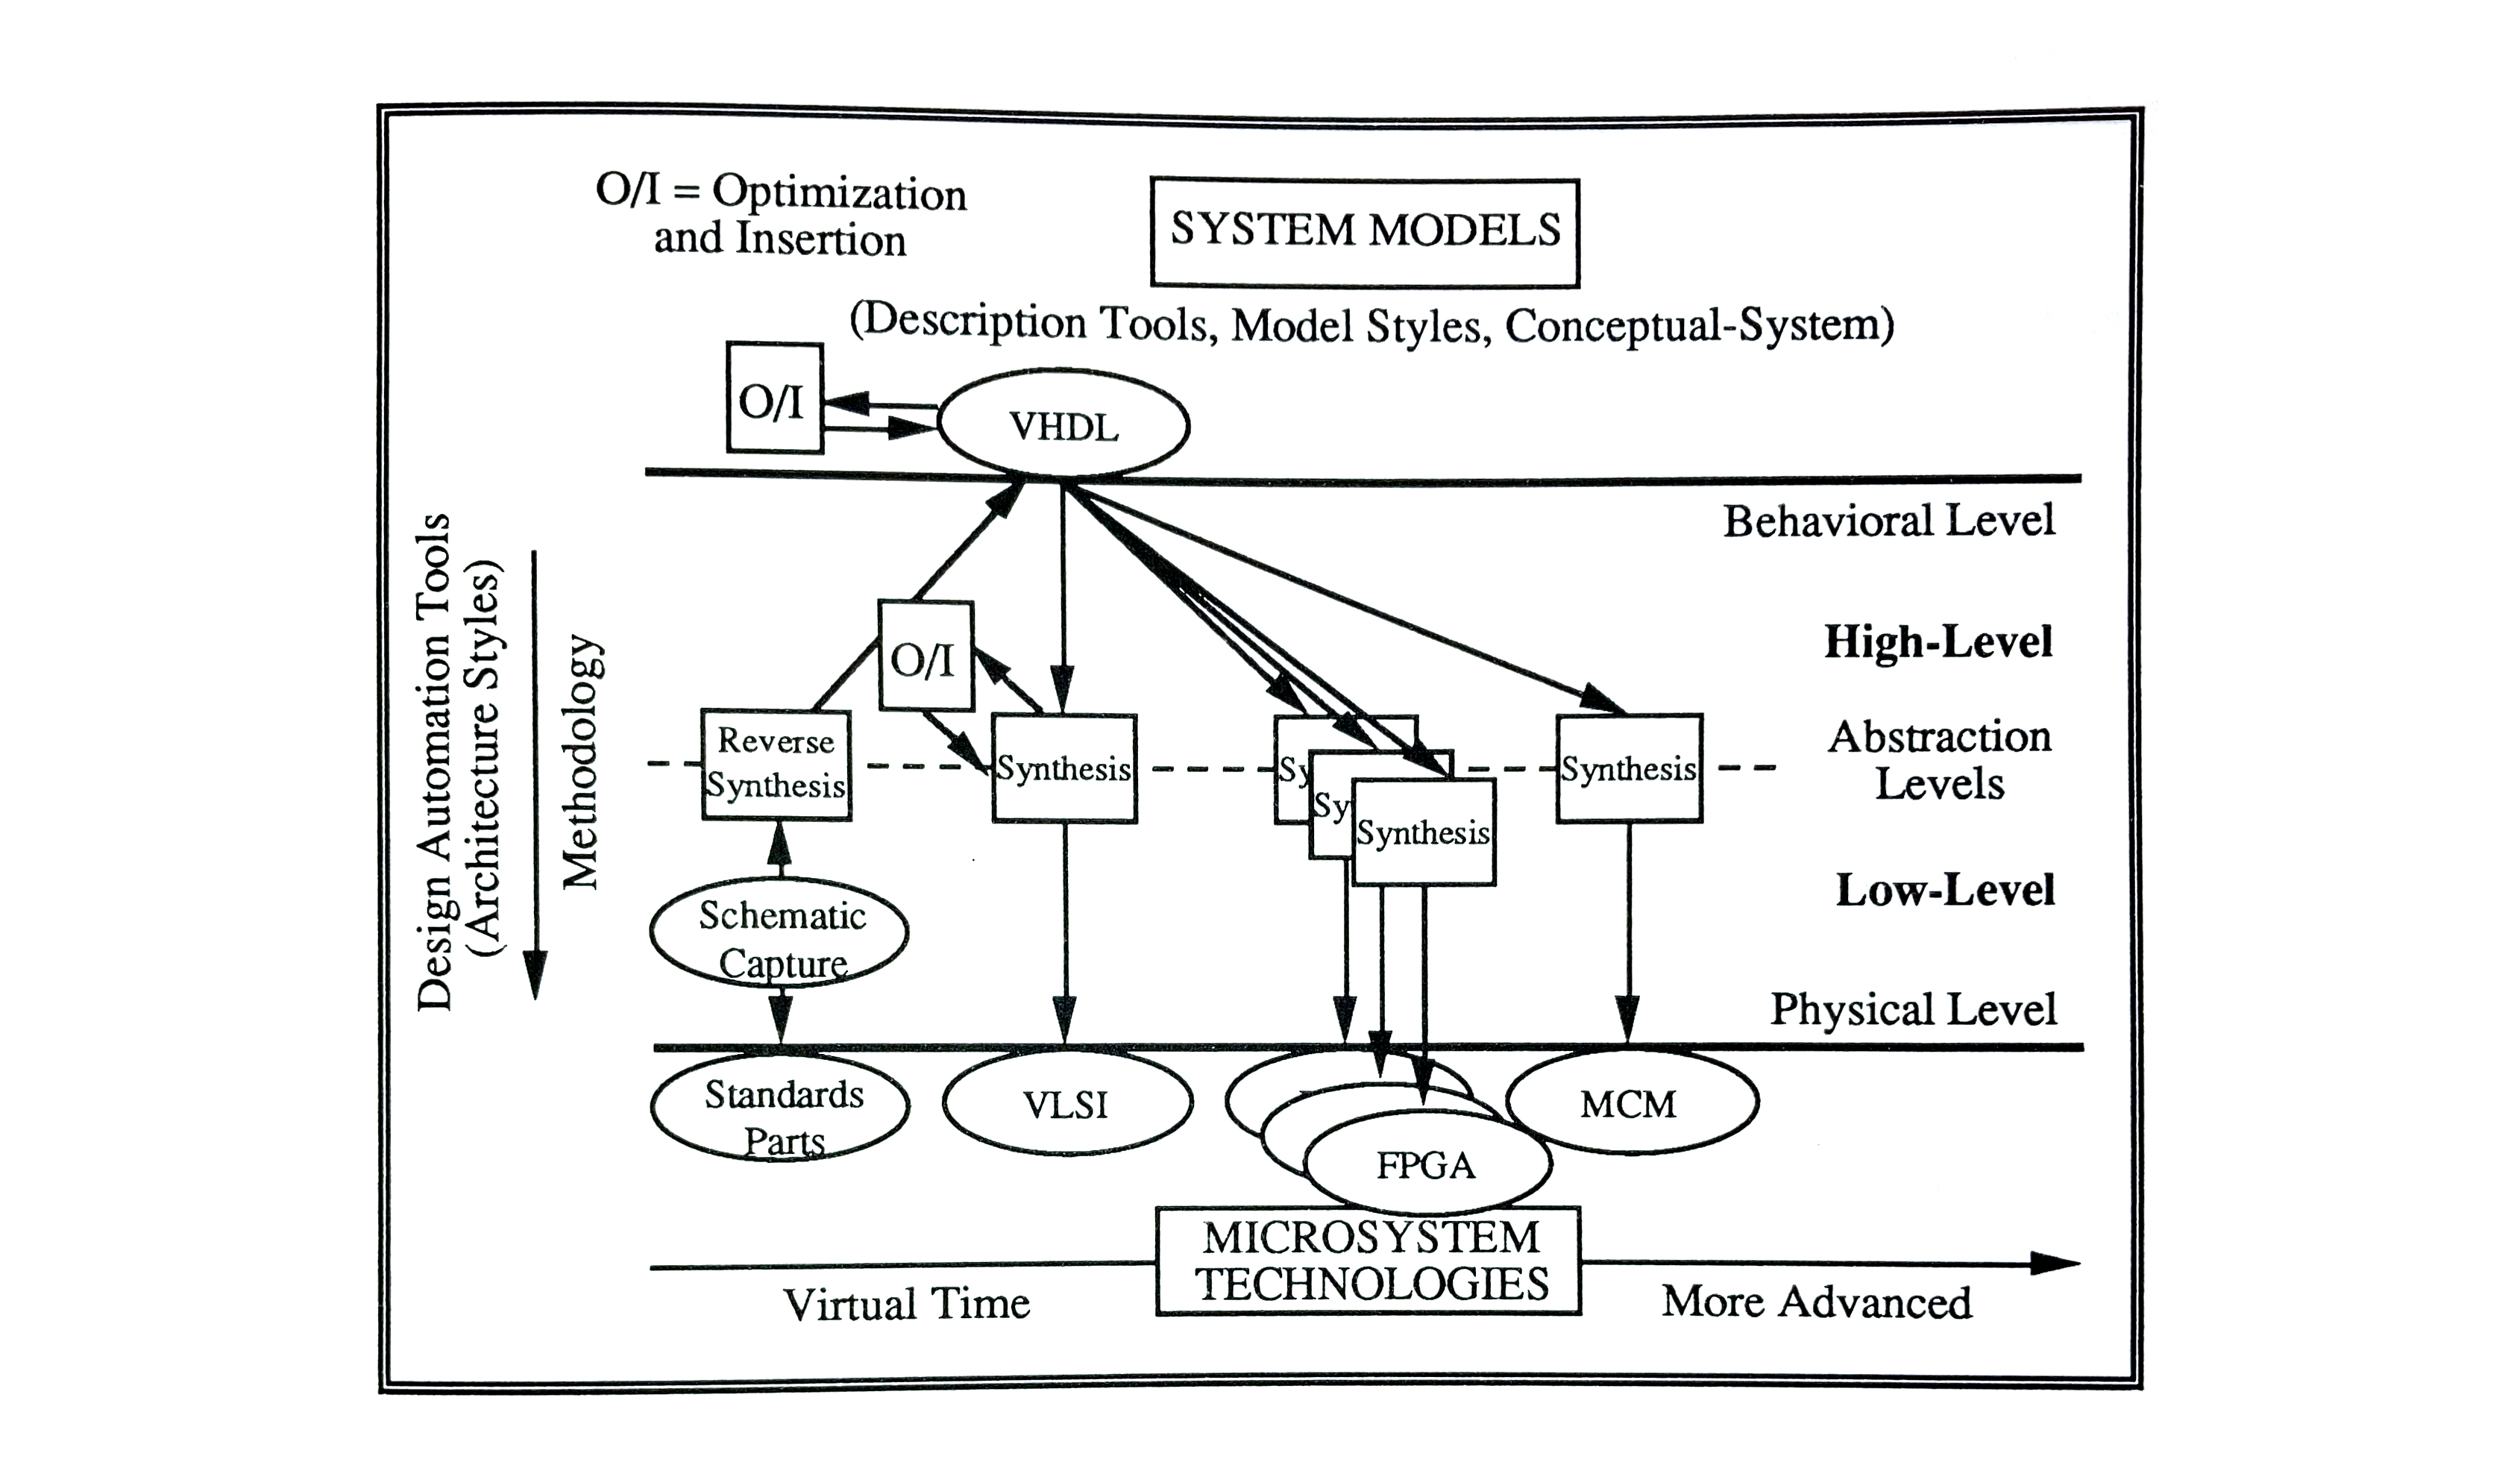 O/I = Optimization
and Insertion
SYSTEM MODELS
(Description Tools, Model Styles, Conceptual-System)
O/I
VHDL
Behavioral Level
High-Level
O/I
Design Automation Tools
(Architecture Styles)
Methodology
Reverse
Synthesis
Synthesis
Sy
Sy
Synthesis
Synthesis
Abstraction
Levels
Low-Level
Schematic
Capture
Physical Level
Standards
Parts
VLSI
FPGA
MCM
MICROSYSTEM
TECHNOLOGIES
Virtual Time
More Advanced